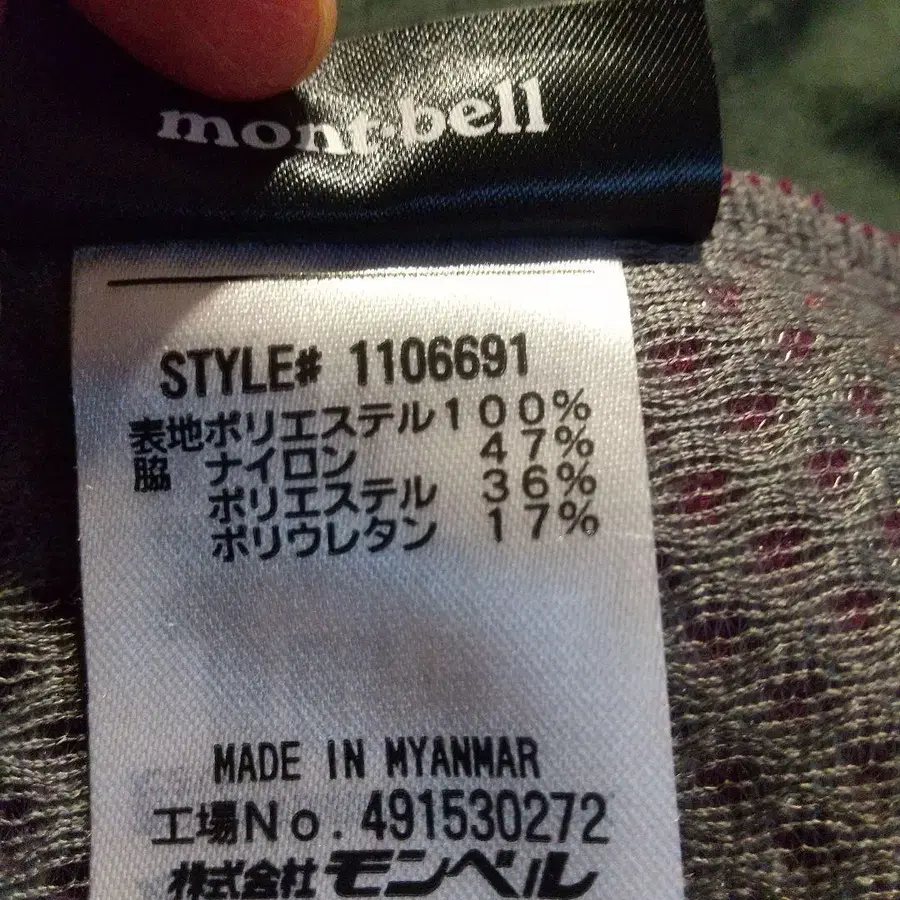 mont-bell
STYLE# 1106691
表地ポリエステル100%
脇 ナイロン 47%
ポリエステル 36%
ポリウレタン 17%
MADE IN MYANMAR
工場No.491530272
株式会社モンベル